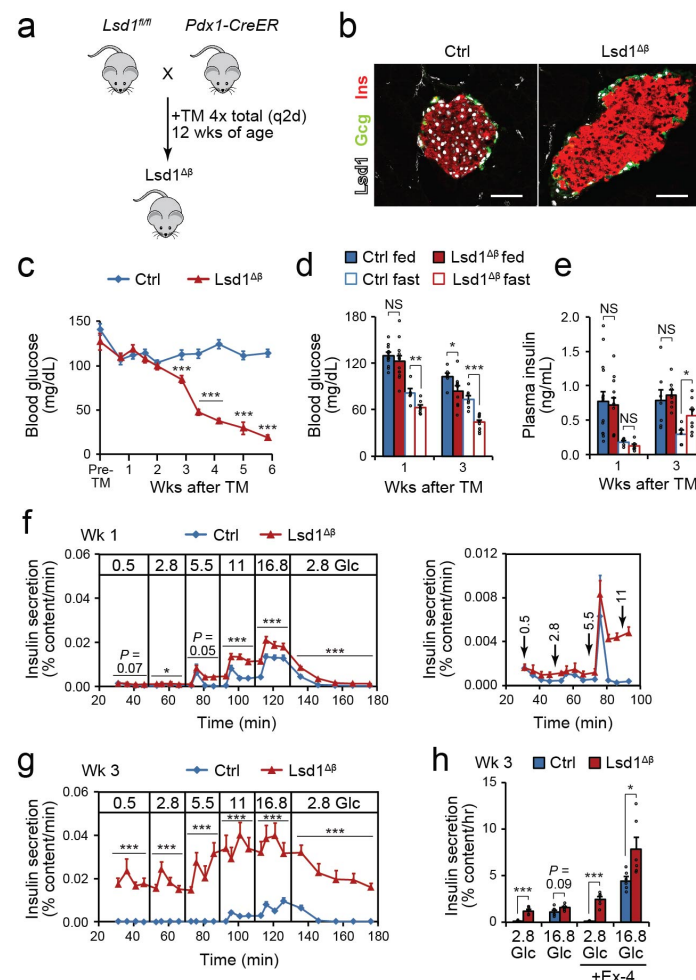 a
Lsd1fl/fl Pdx1-CreER
X
+TM 4x total (q2d)
12 wks of age
Lsd1Δβ
b
Ctrl Lsd1Δβ
Lsd1 Gcg Ins
c
Ctrl Lsd1Δβ
Blood glucose
(mg/dL)
150
100
50
0
*** *** *** ***
Pre-
TM
1 2 3 4 5 6
Wks after TM
d
Ctrl fed Lsd1Δβ fed
Ctrl fast Lsd1Δβ fast
Blood glucose
(mg/dL)
180
120
60
0
NS ** * ***
1 3
Wks after TM
e
Plasma insulin
(ng/mL)
2.0
1.5
1.0
0.5
0
NS NS NS *
1 3
Wks after TM
f
Wk 1 Ctrl Lsd1Δβ
Insulin secretion
(% content/min)
0.06
0.04
0.02
0.00
0.5 2.8 5.5 11 16.8 2.8 Glc
P =
0.07
*
P =
0.05
*** *** ***
20 40 60 80 100 120 140 160 180
Time (min)
Insulin secretion
(% content/min)
0.012
0.008
0.004
0.000
0.5 2.8 5.5 11
20 40 60 80 100
Time (min)
g
Wk 3 Ctrl Lsd1Δβ
Insulin secretion
(% content/min)
0.06
0.04
0.02
0.00
0.5 2.8 5.5 11 16.8 2.8 Glc
*** *** *** *** *** ***
20 40 60 80 100 120 140 160 180
Time (min)
h
Ctrl Lsd1Δβ
Insulin secretion
(% content/hr)
15
10
5
0
***
P =
0.09
*** *
2.8 16.8 2.8 16.8
Glc Glc Glc Glc
+Ex-4